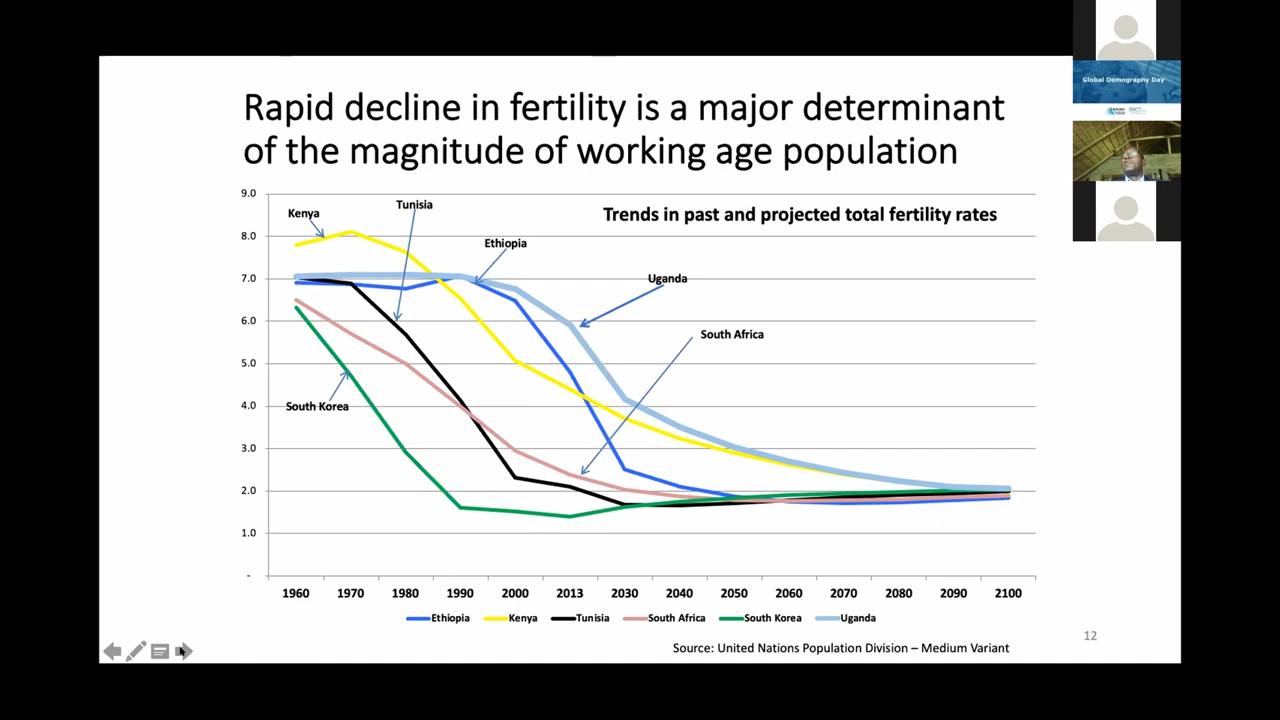 Global Demography Day
Rapid decline in fertility is a major determinant
of the magnitude of working age population
Trends in past and projected total fertility rates
9.0
8.0
7.0
6.0
5.0
4.0
3.0
2.0
1.0
-
Kenya
Tunisia
Ethiopia
Uganda
South Africa
South Korea
1960 1970 1980 1990 2000 2013 2030 2040 2050 2060 2070 2080 2090 2100
Ethiopia Kenya Tunisia South Africa South Korea Uganda
12
Source: United Nations Population Division – Medium Variant